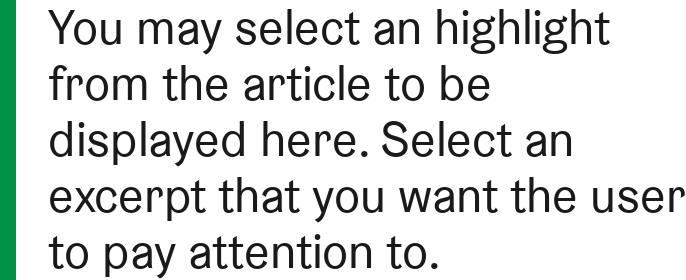 You may select an highlight
from the article to be
displayed here. Select an
excerpt that you want the user
to pay attention to.